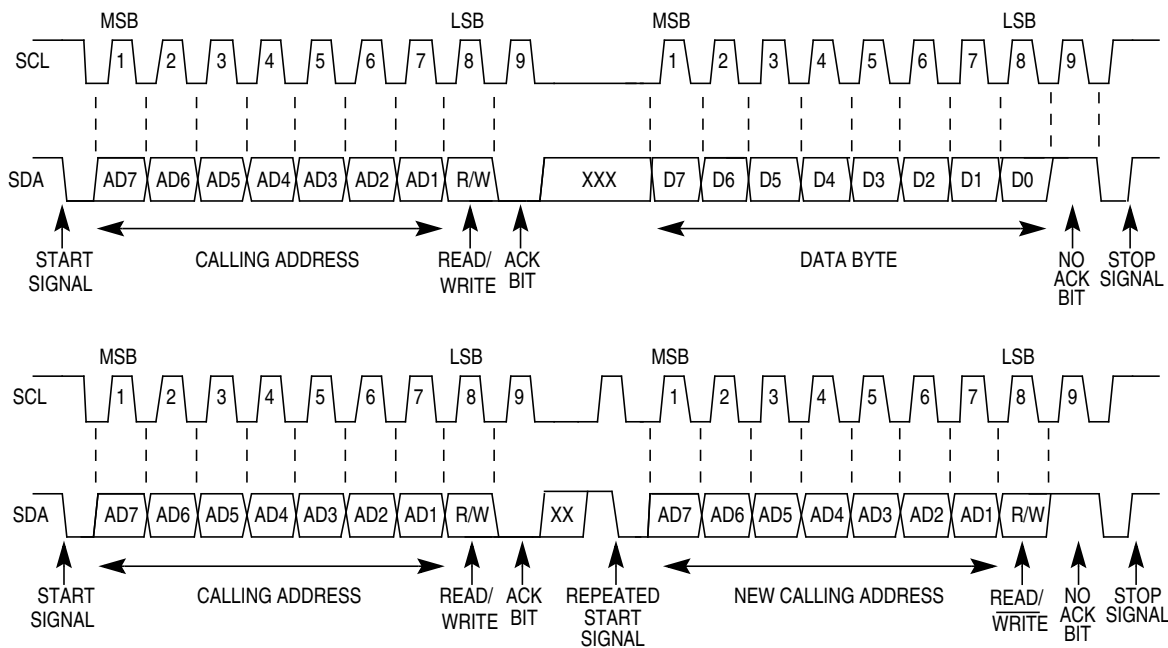 MSB LSB MSB LSB
SCL 1 2 3 4 5 6 7 8 9 1 2 3 4 5 6 7 8 9
SDA AD7 AD6 AD5 AD4 AD3 AD2 AD1 R/W XXX D7 D6 D5 D4 D3 D2 D1 D0
START SIGNAL
CALLING ADDRESS
READ/
WRITE
ACK
BIT
DATA BYTE
NO
ACK
BIT
STOP
SIGNAL
MSB LSB MSB LSB
SCL 1 2 3 4 5 6 7 8 9 1 2 3 4 5 6 7 8 9
SDA AD7 AD6 AD5 AD4 AD3 AD2 AD1 R/W XX AD7 AD6 AD5 AD4 AD3 AD2 AD1 R/W
START
SIGNAL
CALLING ADDRESS
READ/
WRITE
ACK
BIT
REPEATED
START
SIGNAL
NEW CALLING ADDRESS
READ/
WRITE
NO
ACK
BIT
STOP
SIGNAL